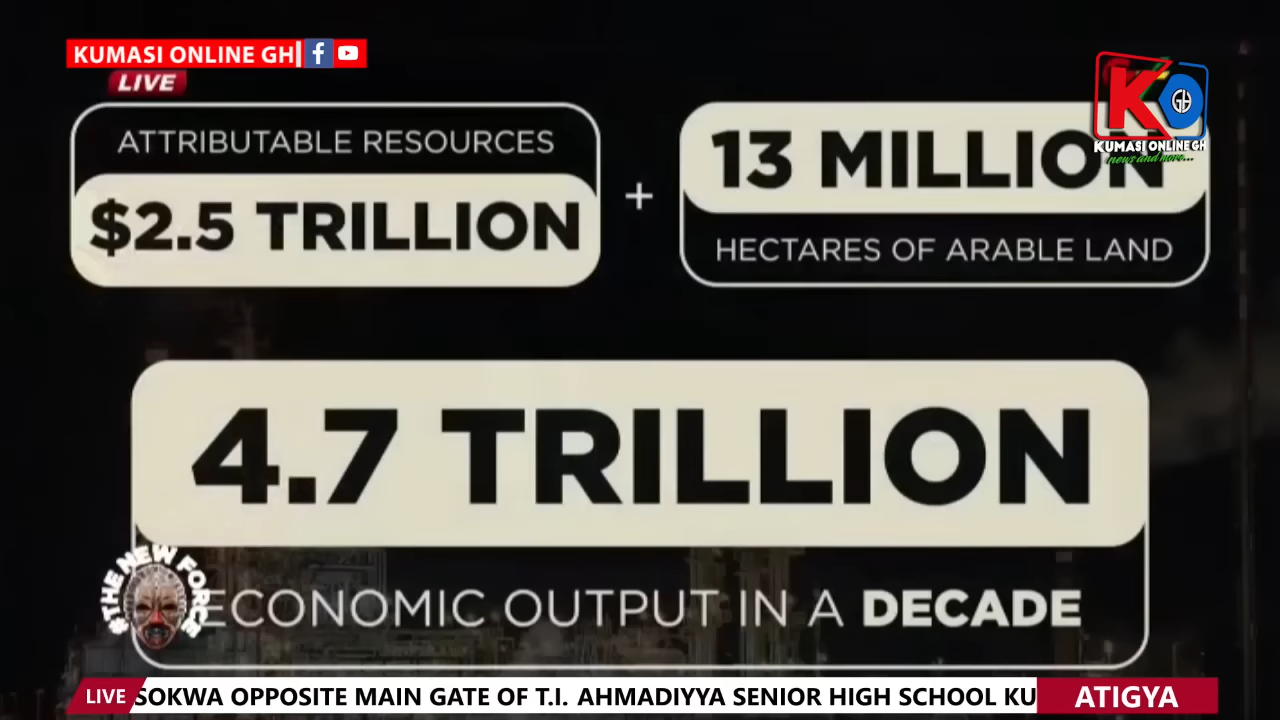 KUMASI ONLINE GH
LIVE
ATTRIBUTABLE RESOURCES
$2.5 TRILLION
+
13 MILLION
HECTARES OF ARABLE LAND
KO
GH
KUMASI ONLINE GH
news and more...
4.7 TRILLION
ECONOMIC OUTPUT IN A DECADE
#THE NEW FORCE
LIVE
SOKWA OPPOSITE MAIN GATE OF T.I. AHMADIYYA SENIOR HIGH SCHOOL KU
ATIGYA